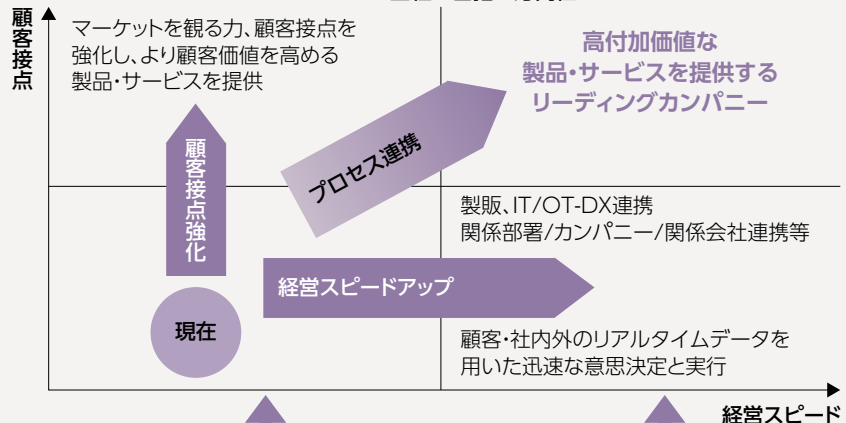 顧客接点
マーケットを観る力、顧客接点を
強化し、より顧客価値を高める
製品・サービスを提供
高付加価値な
製品・サービスを提供する
リーディングカンパニー
顧客接点強化
プロセス連携
製販、IT/OT-DX連携
関係部署/カンパニー/関係会社連携等
経営スピードアップ
現在
顧客・社内外のリアルタイムデータを
用いた迅速な意思決定と実行
経営スピード